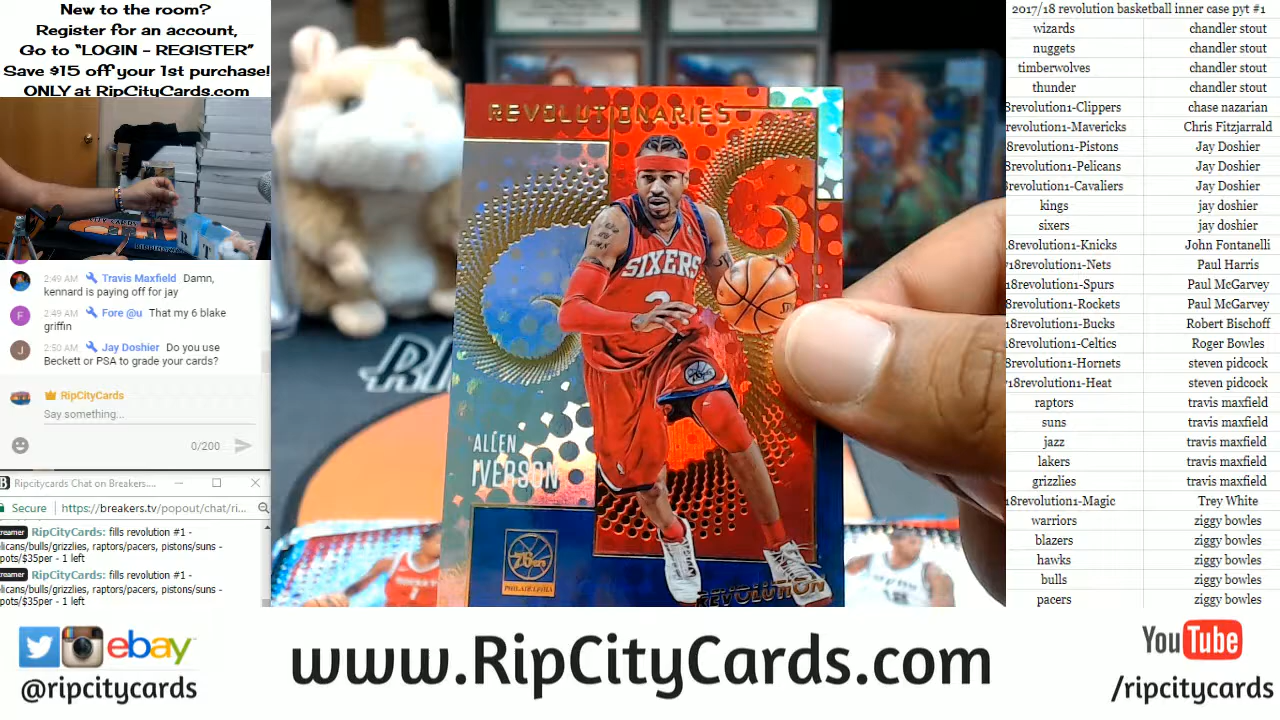 New to the room?
Register for an account,
Go to "LOGIN - REGISTER"
Save $15 off your 1st purchase!
ONLY at RipCityCards.com
2:49 AM Travis Maxfield Damn,
kennard is paying off for jay
F 2:49 AM Fore @u That my 6 blake
griffin
J 2:50 AM Jay Doshier Do you use
Beckett or PSA to grade your cards?
RipCityCards
Say something...
0/200
Ripcitycards Chat on Breakers....
Secure https://breakers.tv/popout/chat/ri...
reamer RipCityCards: fills revolution #1 -
licans/bulls/grizzlies, raptors/pacers, pistons/suns -
pots/$35per - 1 left
reamer RipCityCards: fills revolution #1 -
licans/bulls/grizzlies, raptors/pacers, pistons/suns -
pots/$35per - 1 left
REVOLUTIONARIES
SIXERS
3
ALLEN
IVERSON
76ers
PHILADELPHIA
REVOLUTION
2017/18 revolution basketball inner case pyt #1
wizards chandler stout
nuggets chandler stout
timberwolves chandler stout
thunder chandler stout
8revolution1-Clippers chase nazarian
revolution1-Mavericks Chris Fitzjarrald
18revolution1-Pistons Jay Doshier
18revolution1-Pelicans Jay Doshier
8revolution1-Cavaliers Jay Doshier
kings jay doshier
sixers jay doshier
18revolution1-Knicks John Fontanelli
/18revolution1-Nets Paul Harris
18revolution1-Spurs Paul McGarvey
8revolution1-Rockets Paul McGarvey
18revolution1-Bucks Robert Bischoff
18revolution1-Celtics Roger Bowles
8revolution1-Hornets steven pidcock
/18revolution1-Heat steven pidcock
raptors travis maxfield
suns travis maxfield
jazz travis maxfield
lakers travis maxfield
grizzlies travis maxfield
18revolution1-Magic Trey White
warriors ziggy bowles
blazers ziggy bowles
hawks ziggy bowles
bulls ziggy bowles
pacers ziggy bowles
ebay
@ripcitycards
www.RipCityCards.com
YouTube
/ripcitycards